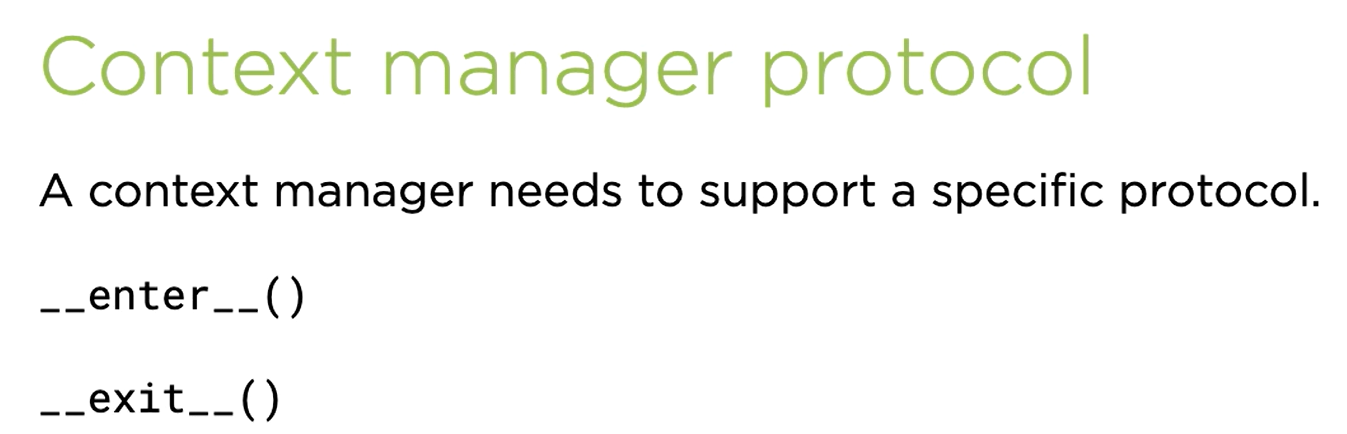 Context manager protocol
A context manager needs to support a specific protocol.
__enter__()
__exit__()